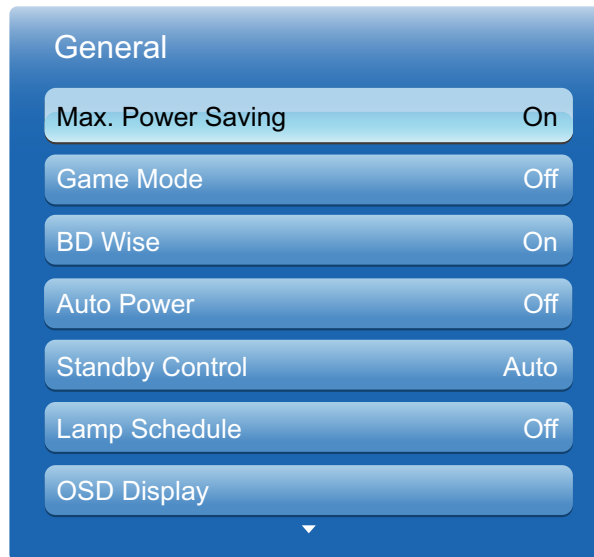 General
Max. Power Saving On
Game Mode Off
BD Wise On
Auto Power Off
Standby Control Auto
Lamp Schedule Off
OSD Display